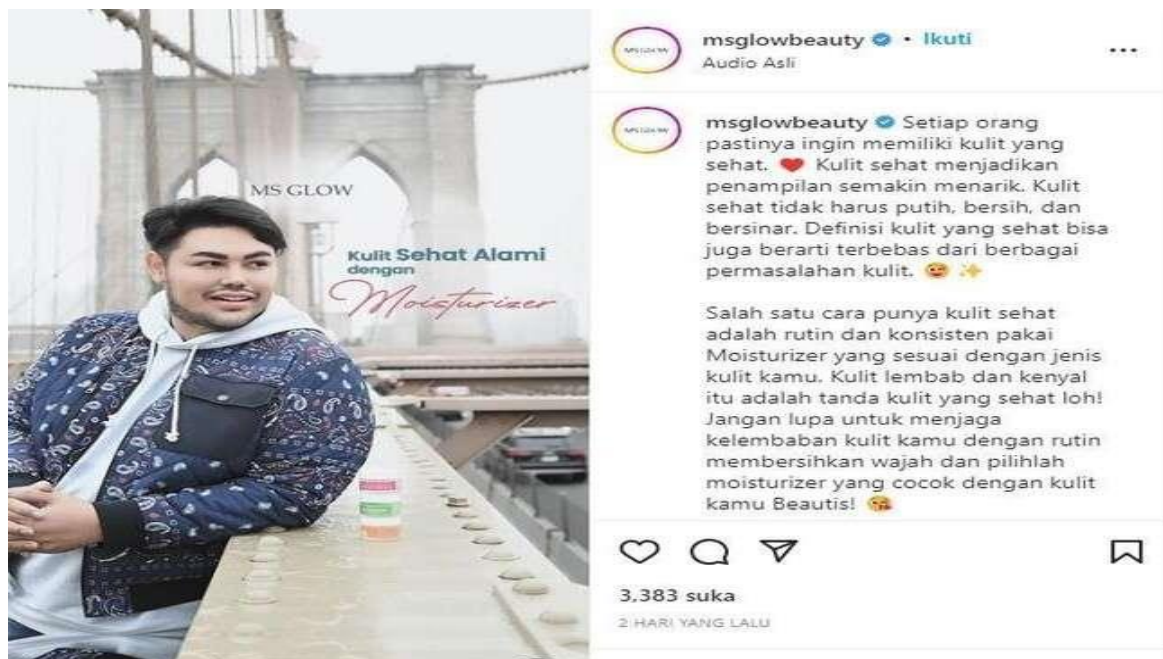 MS GLOW
Kulit Sehat Alami
dengan
Moisturizer
MS GLOW
msglowbeauty • Ikuti
Audio Asli
MS GLOW
msglowbeauty Setiap orang
pastinya ingin memiliki kulit yang
sehat. ❤️ Kulit sehat menjadikan
penampilan semakin menarik. Kulit
sehat tidak harus putih, bersih, dan
bersinar. Definisi kulit yang sehat bisa
juga berarti terbebas dari berbagai
permasalahan kulit. 😍 ✨
Salah satu cara punya kulit sehat
adalah rutin dan konsisten pakai
Moisturizer yang sesuai dengan jenis
kulit kamu. Kulit lembab dan kenyal
itu adalah tanda kulit yang sehat loh!
Jangan lupa untuk menjaga
kelembaban kulit kamu dengan rutin
membersihkan wajah dan pilihlah
moisturizer yang cocok dengan kulit
kamu Beautis! 😘
3,383 suka
2 HARI YANG LALU